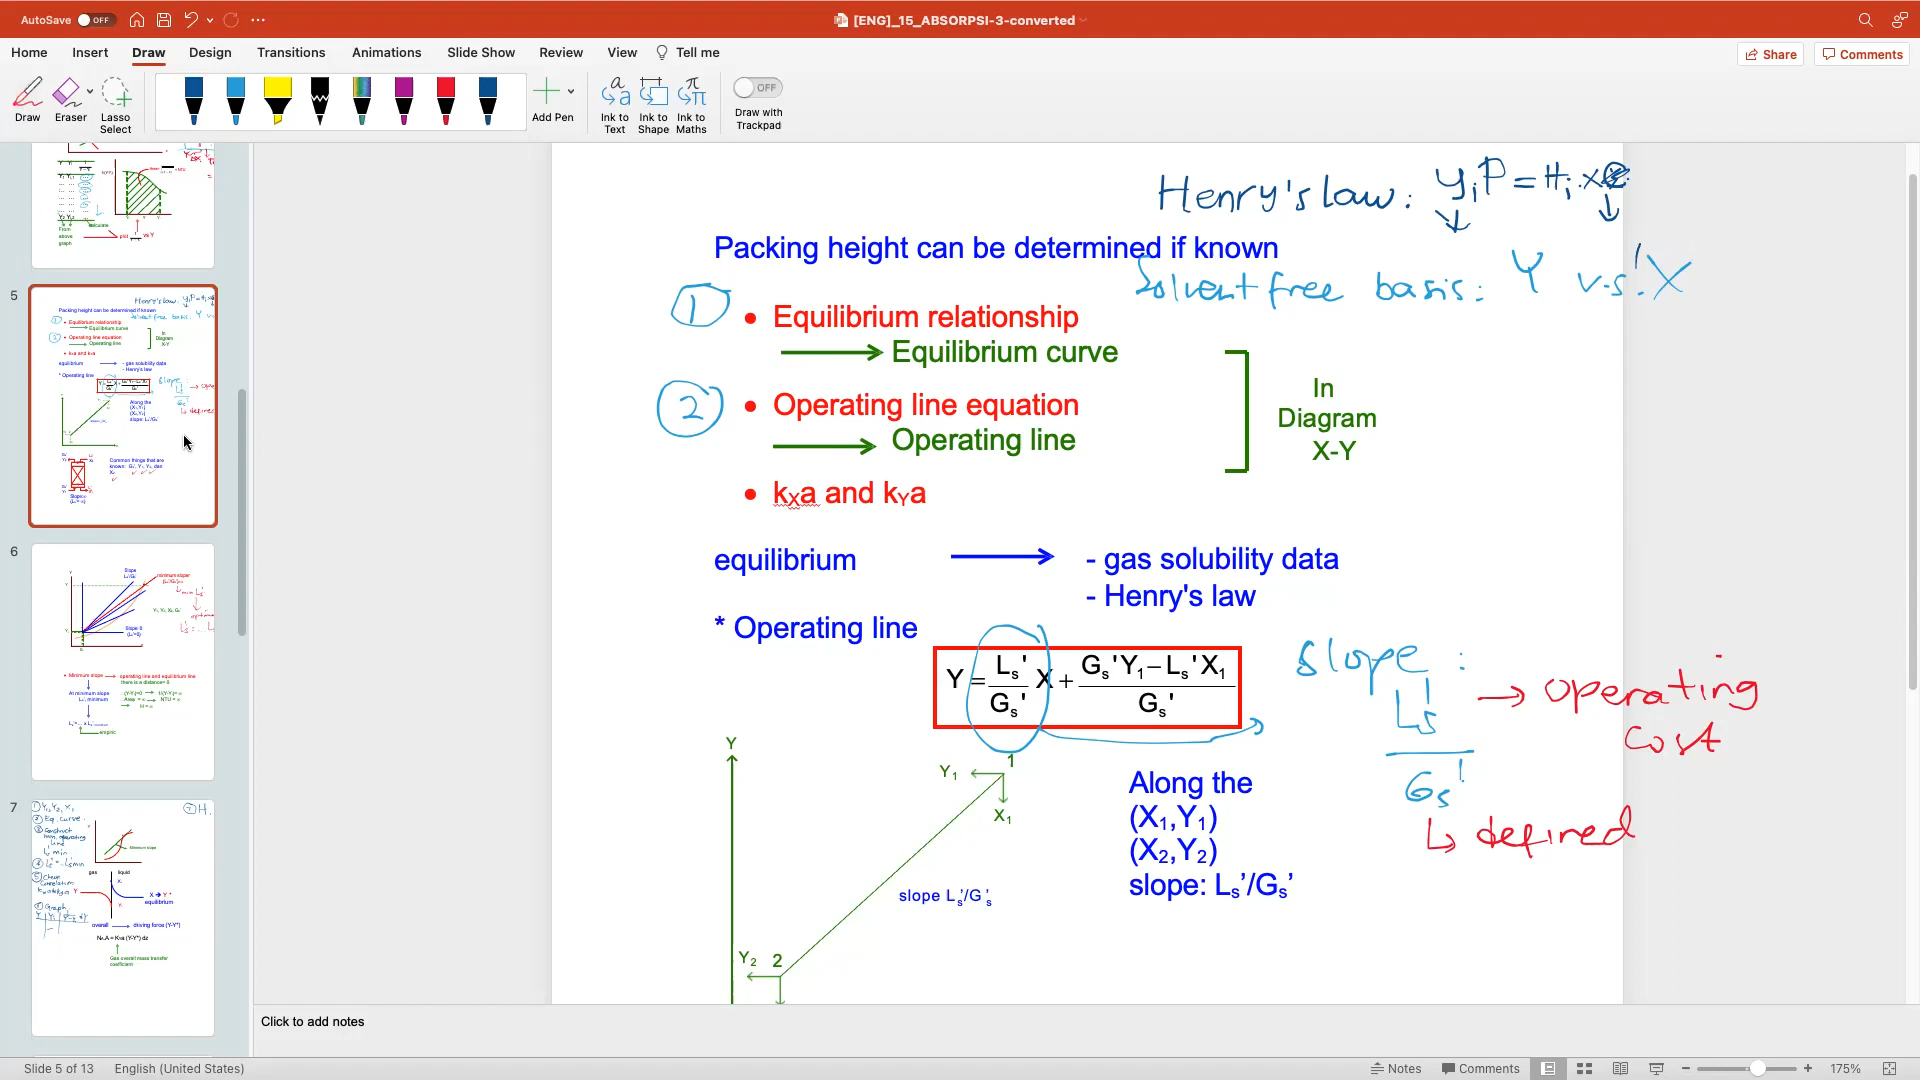 AutoSave OFF
[ENG]_15_ABSORPSI-3-converted
Home Insert Draw Design Transitions Animations Slide Show Review View Tell me
Share Comments
Draw Eraser Lasso Select
Add Pen
Ink to Text
Ink to Shape
Ink to Maths
OFF
Draw with Trackpad
5
6
7
Henry's law : yᵢP = Hᵢ . x
Packing height can be determined if known
Solvent free basis : Y v.s. X
1
• Equilibrium relationship
Equilibrium curve
2
• Operating line equation
Operating line
In
Diagram
X-Y
• kXa and kYa
equilibrium
- gas solubility data
- Henry's law
* Operating line
Y = Ls'/Gs' X + (Gs'Y1 – Ls'X1)/Gs'
Slope :
Ls'/Gs'
→ operating
cost
↳ defined
Y
Y1
1
X1
Along the
(X1,Y1)
(X2,Y2)
slope: Ls'/Gs'
slope Ls'/G's
Y2 2
Click to add notes
Slide 5 of 13 English (United States)
Notes Comments 175%